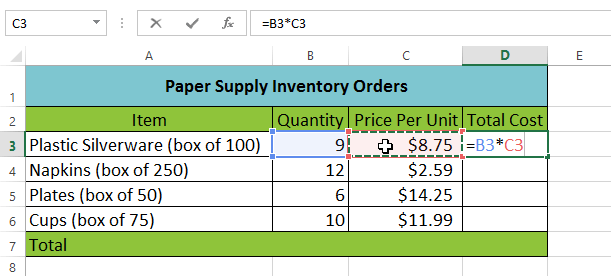 C3 fx =B3*C3
A B C D E
1 Paper Supply Inventory Orders
2 Item Quantity Price Per Unit Total Cost
3 Plastic Silverware (box of 100) 9 $8.75 =B3*C3
4 Napkins (box of 250) 12 $2.59
5 Plates (box of 50) 6 $14.25
6 Cups (box of 75) 10 $11.99
7 Total
8